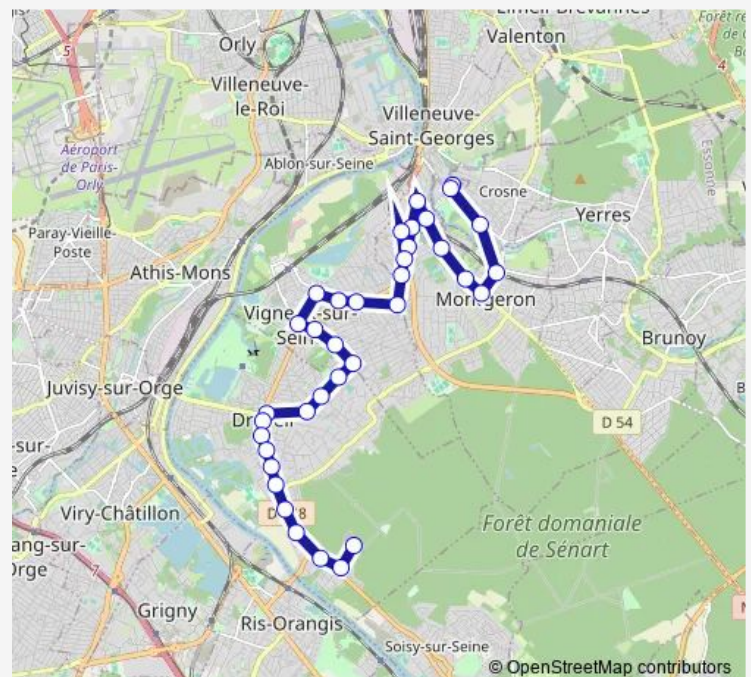 Orly
Valenton
Villeneuve-
le-Roi
Villeneuve-
Saint-Georges
Aéroport
de Paris-
Orly
Ablon-sur-Seine
Crosne
Essonne
Yerres
Paray-Vieille-
Poste
Athis-Mons
Brunoy
Juvisy-sur-Orge
D 54
Viry-Châtillon
Forêt domaniale
de Sénart
Grigny
Ris-Orangis
Soisy-sur-Seine
© OpenStreetMap contributors